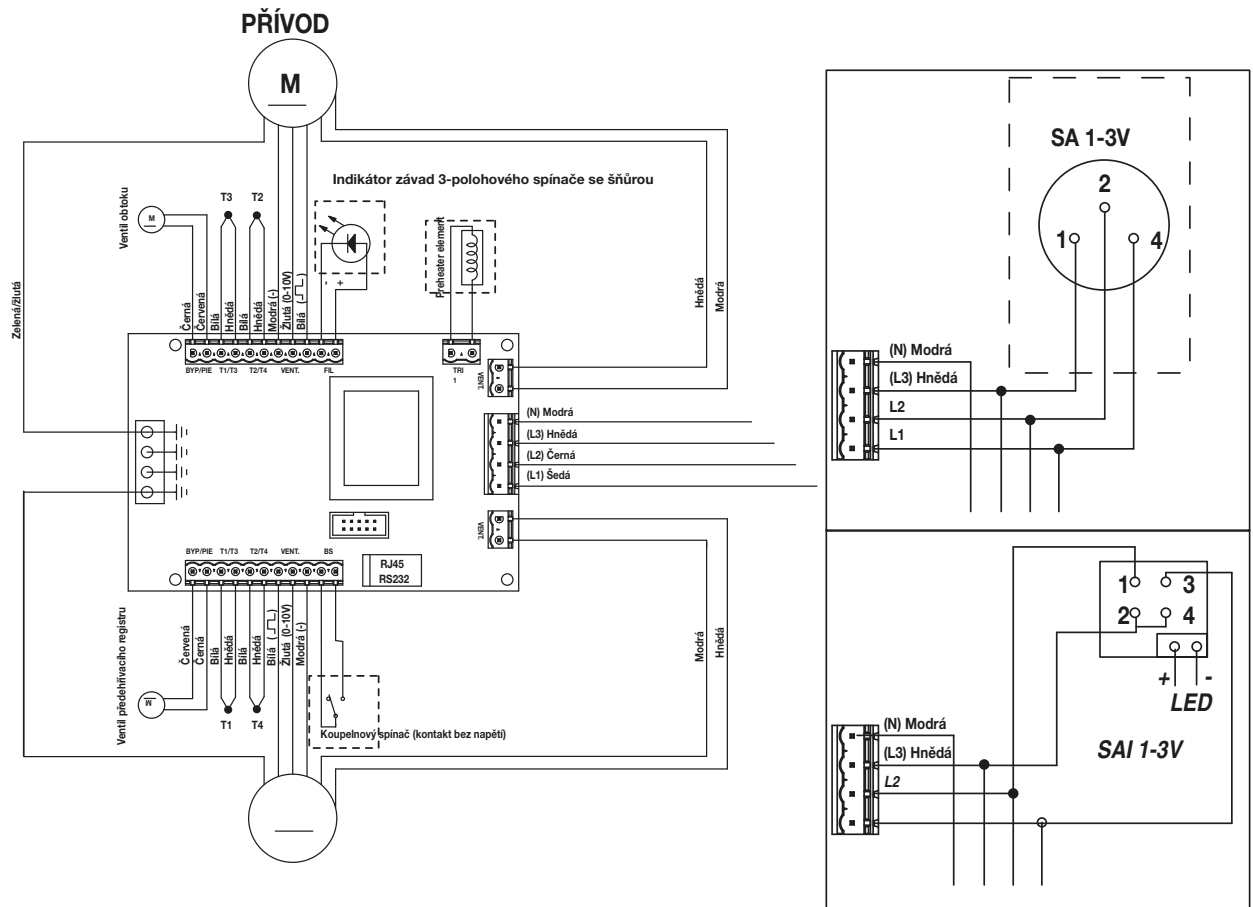 PŘÍVOD
M
Indikátor závad 3-polohového spínače se šňůrou
Zelená/žlutá
Ventil obtoku
M
T3
T2
- +
Preheater element
Hnědá
Modrá
Černá
Červená
Bílá
Hnědá
Bílá
Hnědá
Modrá (-)
Žlutá (0-10V)
Bílá ( )
BYP/PIE T1/T3 T2/T4 VENT. FIL
TRI
1
VENT.
(N) Modrá
(L3) Hnědá
(L2) Černá
(L1) Šedá
VENT.
BYP/PIE T1/T3 T2/T4 VENT. BS
RJ45
RS232
Červená
Černá
Bílá
Hnědá
Bílá
Hnědá
Bílá ( )
Žlutá (0-10V)
Modrá (-)
Modrá
Hnědá
Ventil předehřívacího registru
M
T1
T4
Koupelnový spínač (kontakt bez napětí)
SA 1-3V
2
1
4
(N) Modrá
(L3) Hnědá
L2
L1
1
3
2
4
+ -
LED
(N) Modrá
(L3) Hnědá
L2
SAI 1-3V